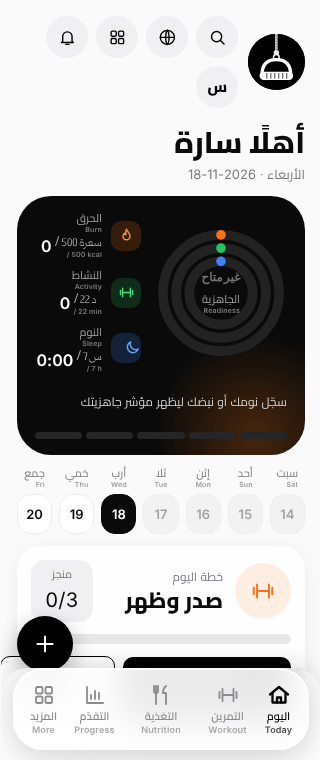 س
أهلًا سارة
الأربعاء · 2026-11-18
الحرق
Burn
0 / 500 سعرة
/ 500 kcal
النشاط
Activity
0 / 22 د
/ 22 min
النوم
Sleep
0:00 / 7 س
/ 7 h
غير متاح
الجاهزية
Readiness
سجّل نومك أو نبضك ليظهر مؤشر جاهزيتك
سبت أحد إثن ثلا أرب خمي جمع
Sat Sun Mon Tue Wed Thu Fri
14 15 16 17 18 19 20
خطة اليوم
صدر وظهر
منجز
0/3
اليوم التمرين التغذية التقدّم المزيد
Today Workout Nutrition Progress More